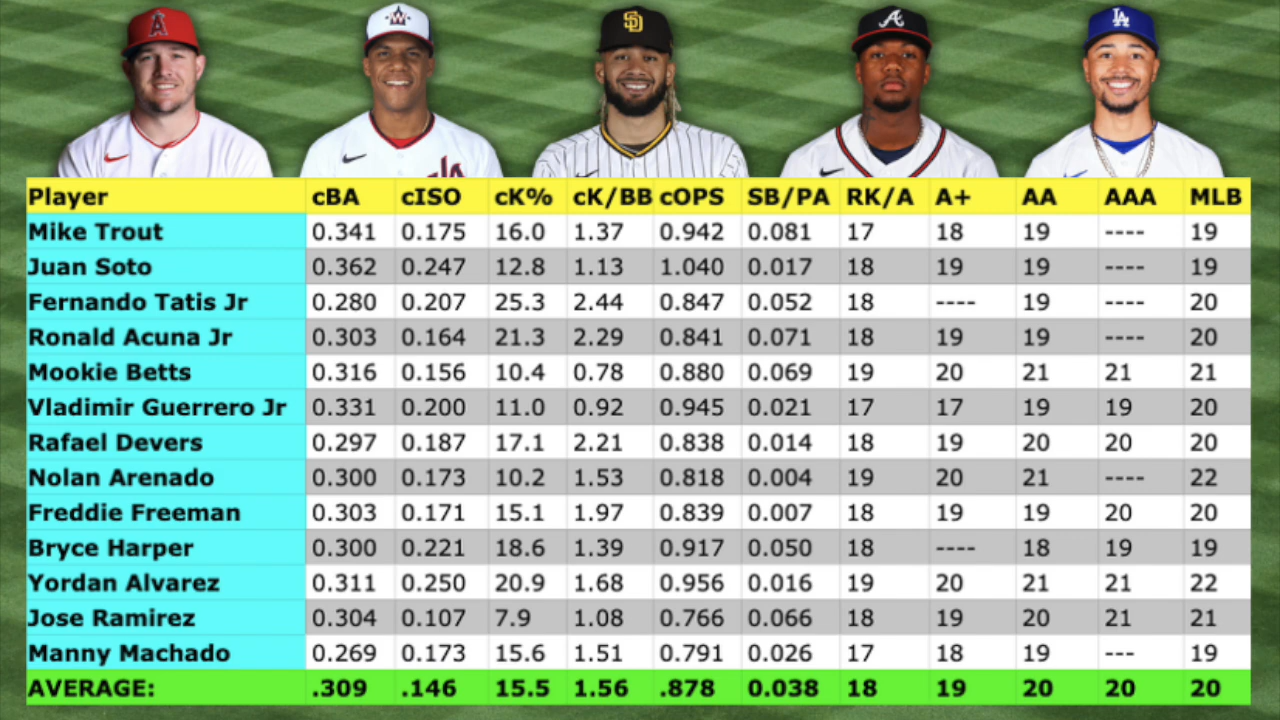 A W SD A LA
Player cBA cISO cK% cK/BB cOPS SB/PA RK/A A+ AA AAA MLB
Mike Trout 0.341 0.175 16.0 1.37 0.942 0.081 17 18 19 ---- 19
Juan Soto 0.362 0.247 12.8 1.13 1.040 0.017 18 19 19 ---- 19
Fernando Tatis Jr 0.280 0.207 25.3 2.44 0.847 0.052 18 ---- 19 ---- 20
Ronald Acuna Jr 0.303 0.164 21.3 2.29 0.841 0.071 18 19 19 ---- 20
Mookie Betts 0.316 0.156 10.4 0.78 0.880 0.069 19 20 21 21 21
Vladimir Guerrero Jr 0.331 0.200 11.0 0.92 0.945 0.021 17 17 19 19 20
Rafael Devers 0.297 0.187 17.1 2.21 0.838 0.014 18 19 20 20 20
Nolan Arenado 0.300 0.173 10.2 1.53 0.818 0.004 19 20 21 ---- 22
Freddie Freeman 0.303 0.171 15.1 1.97 0.839 0.007 18 19 19 20 20
Bryce Harper 0.300 0.221 18.6 1.39 0.917 0.050 18 ---- 18 19 19
Yordan Alvarez 0.311 0.250 20.9 1.68 0.956 0.016 19 20 21 21 22
Jose Ramirez 0.304 0.107 7.9 1.08 0.766 0.066 18 19 20 21 21
Manny Machado 0.269 0.173 15.6 1.51 0.791 0.026 17 18 19 --- 19
AVERAGE: .309 .146 15.5 1.56 .878 0.038 18 19 20 20 20